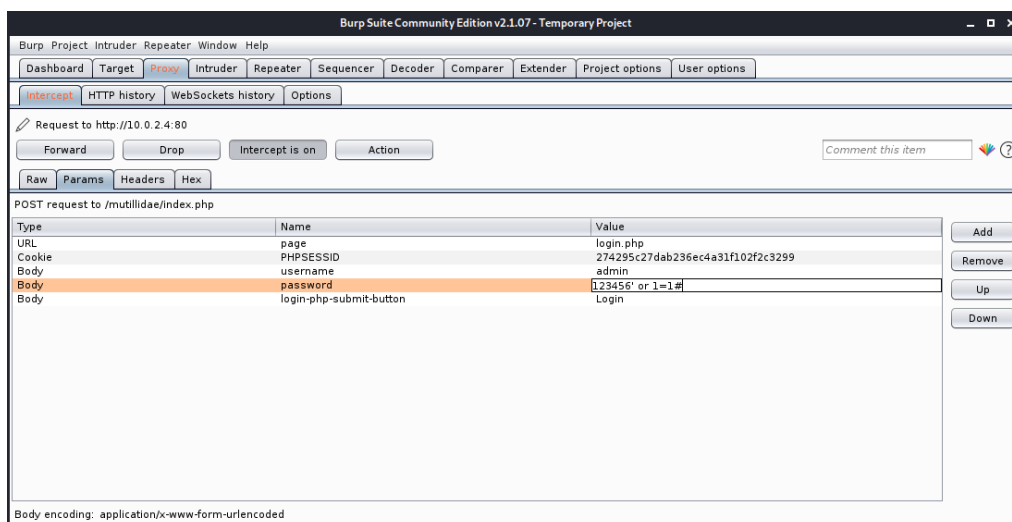 Burp Suite Community Edition v2.1.07 - Temporary Project
Burp Project Intruder Repeater Window Help
Dashboard Target Proxy Intruder Repeater Sequencer Decoder Comparer Extender Project options User options
Intercept HTTP history WebSockets history Options
Request to http://10.0.2.4:80
Forward Drop Intercept is on Action Comment this item ?
Raw Params Headers Hex
POST request to /mutillidae/index.php
Type Name Value
URL page login.php
Cookie PHPSESSID 274295c27dab236ec4a31f102f2c3299
Body username admin
Body password 123456' or 1=1#
Body login-php-submit-button Login
Add
Remove
Up
Down
Body encoding: application/x-www-form-urlencoded